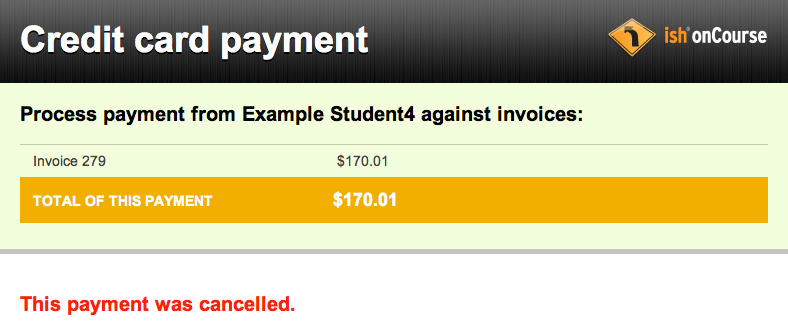 Credit card payment
ish® onCourse
Process payment from Example Student4 against invoices:
Invoice 279 $170.01
TOTAL OF THIS PAYMENT $170.01
This payment was cancelled.